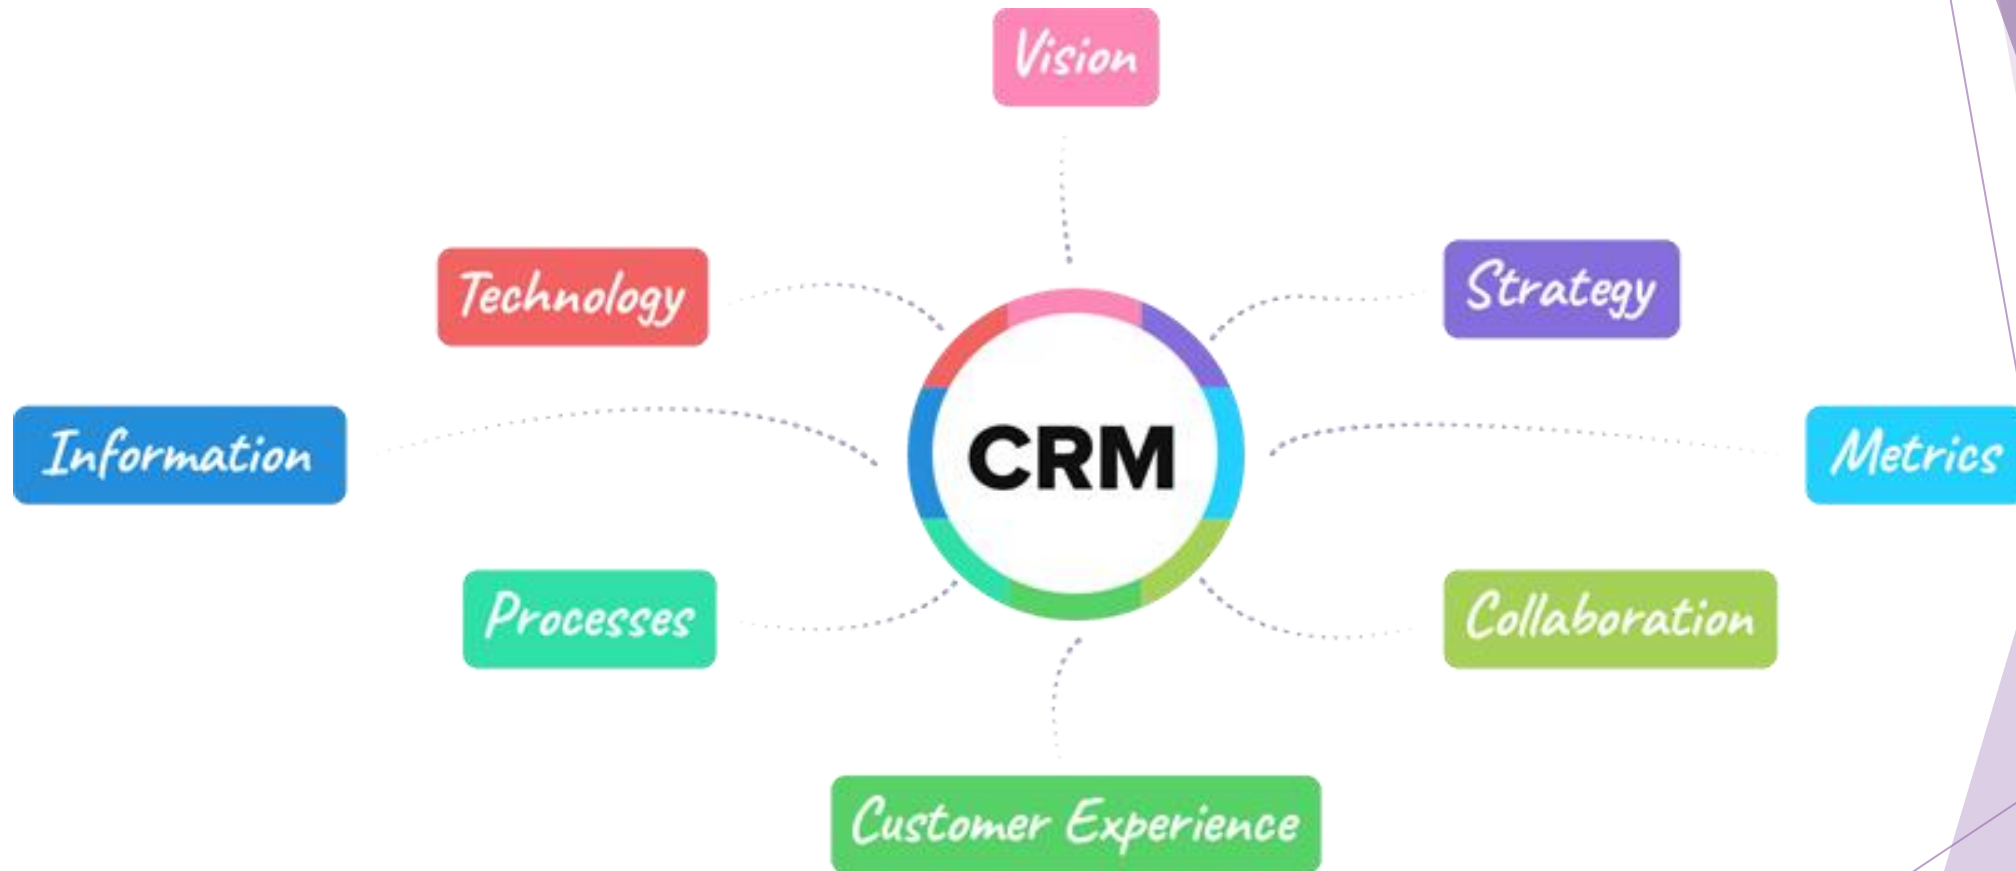 Vision
Technology
Strategy
Information
CRM
Metrics
Processes
Collaboration
Customer Experience